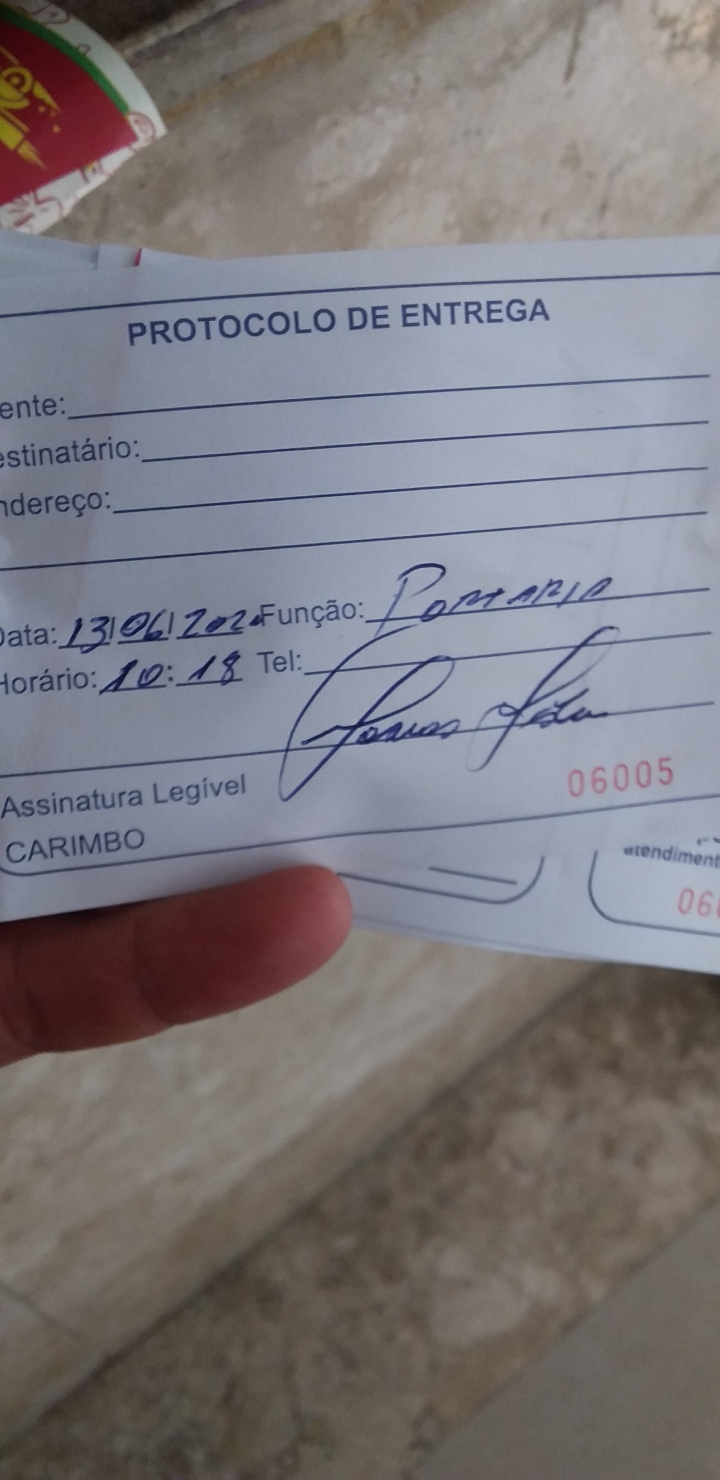 PROTOCOLO DE ENTREGA
ente:
estinatário:
ndereço:
Data: 13/06/202 Função: Portaria
Horário: 10:18 Tel:
Assinatura Legível
06005
CARIMBO
atendiment
06